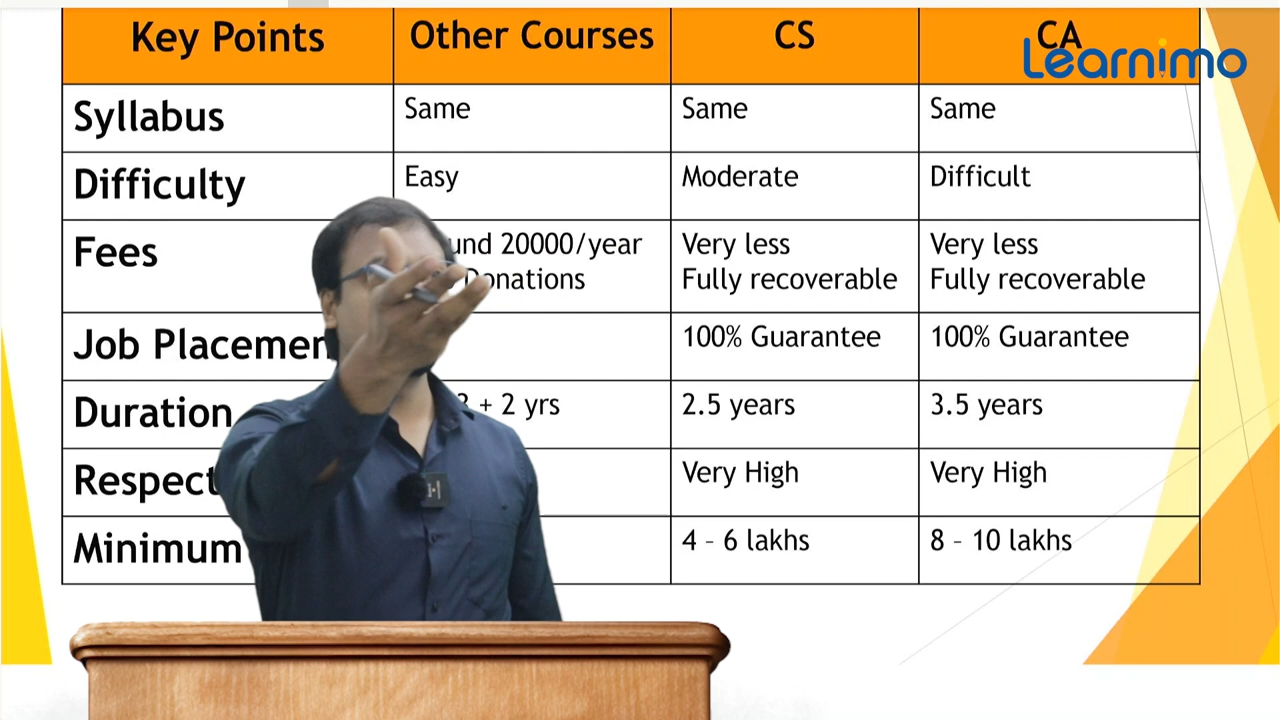 Key Points Other Courses CS CA
Learnimo
Syllabus Same Same Same
Difficulty Easy Moderate Difficult
Fees 20000/year Very less Very less
Donations Fully recoverable Fully recoverable
Job 100% Guarantee 100% Guarantee
Duration + 2 yrs 2.5 years 3.5 years
Respect Very High Very High
Minimum 4 – 6 lakhs 8 – 10 lakhs